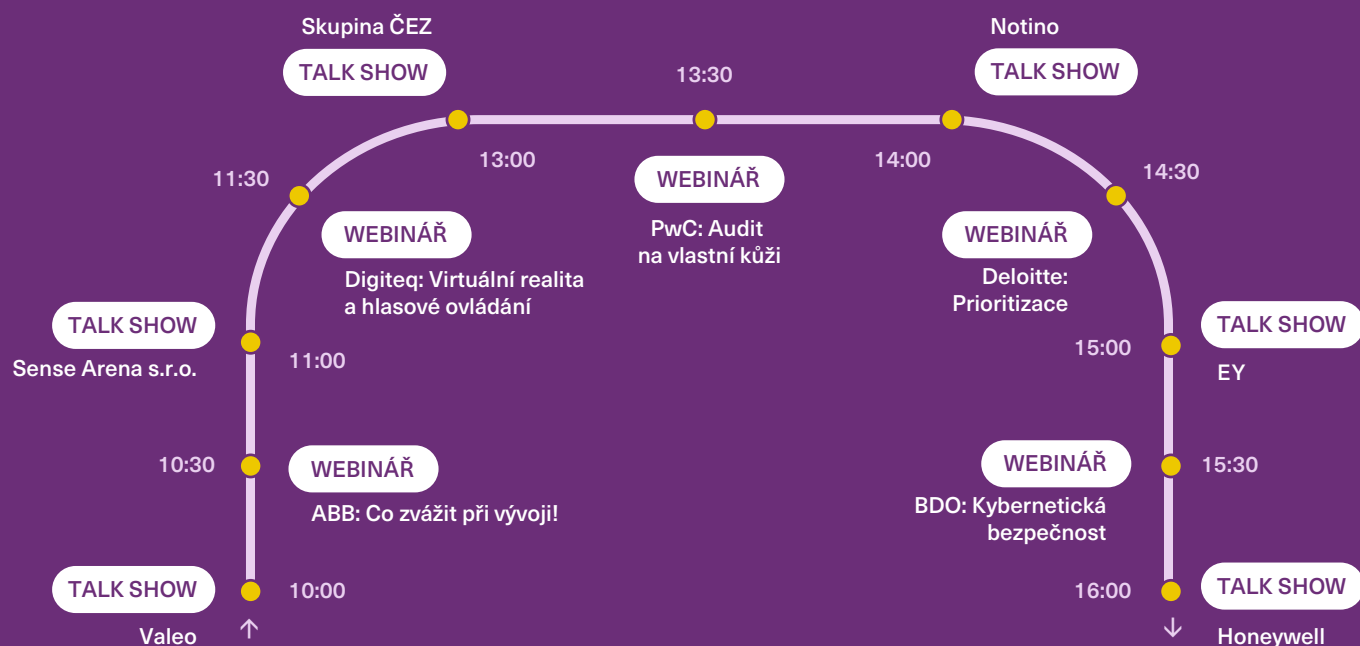 Skupina ČEZ
TALK SHOW
Notino
TALK SHOW
13:30
13:00
14:00
11:30
14:30
WEBINÁŘ
PwC: Audit
na vlastní kůži
WEBINÁŘ
Digiteq: Virtuální realita
a hlasové ovládání
WEBINÁŘ
Deloitte:
Prioritizace
TALK SHOW
Sense Arena s.r.o.
11:00
15:00
TALK SHOW
EY
10:30
WEBINÁŘ
ABB: Co zvážit při vývoji!
WEBINÁŘ
BDO: Kybernetická
bezpečnost
15:30
TALK SHOW
Valeo
10:00
16:00
TALK SHOW
Honeywell